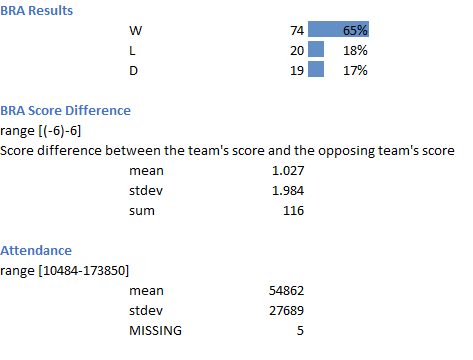 BRA Results
W 74 65%
L 20 18%
D 19 17%
BRA Score Difference
range [(-6)-6]
Score difference between the team's score and the opposing team's score
mean 1.027
stdev 1.984
sum 116
Attendance
range [10484-173850]
mean 54862
stdev 27689
MISSING 5